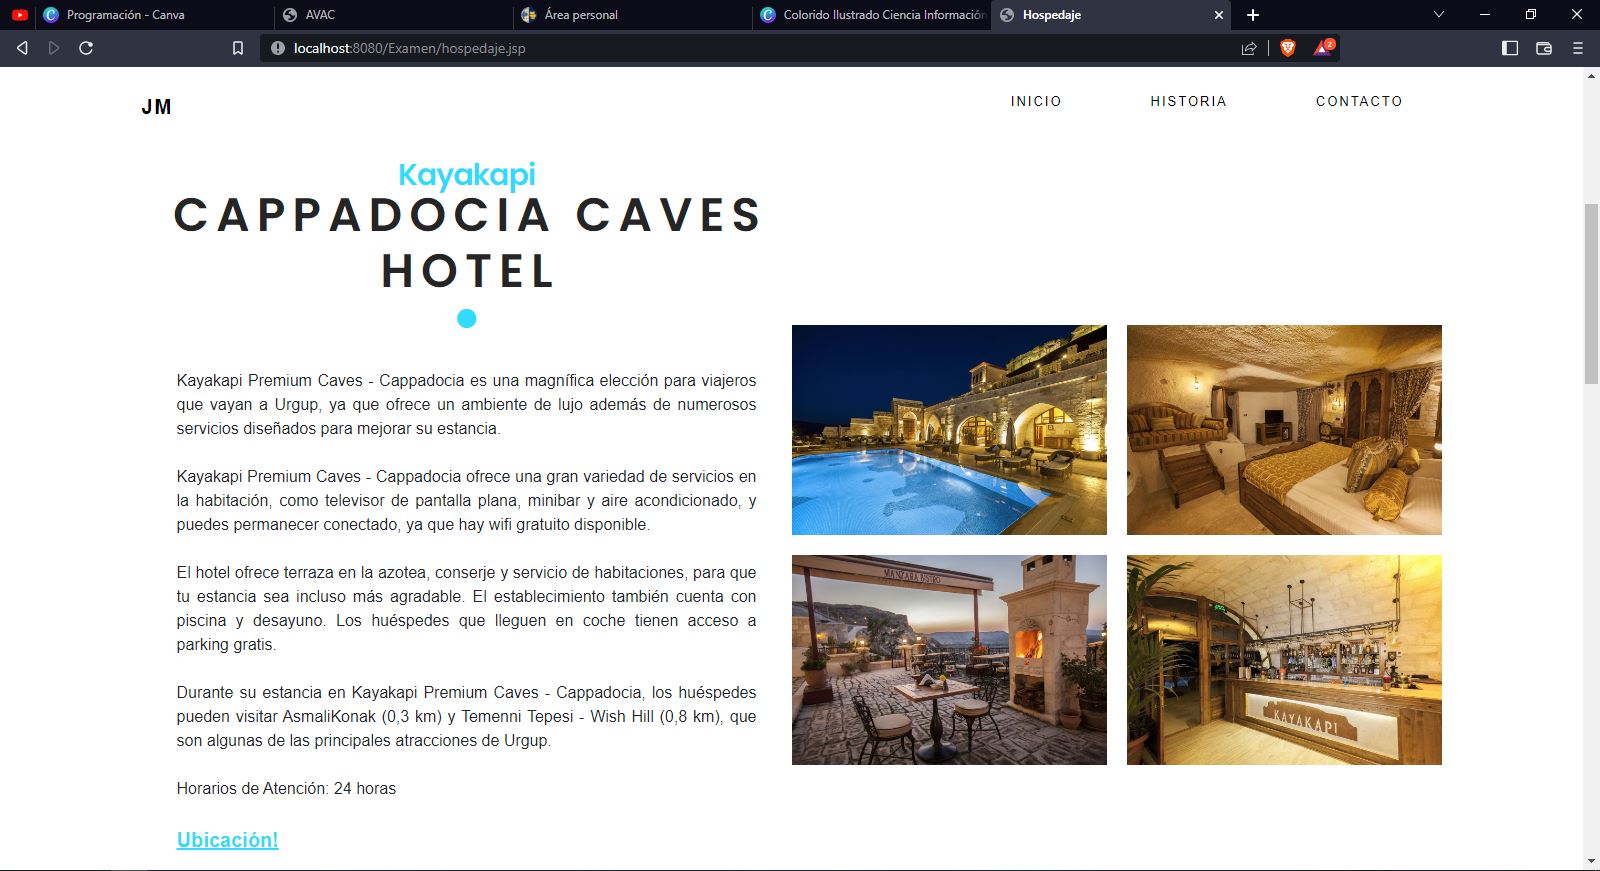 Programación - Canva
AVAC
Área personal
Colorido Ilustrado Ciencia Información
Hospedaje
localhost:8080/Examen/hospedaje.jsp
2
JM
INICIO
HISTORIA
CONTACTO
Kayakapi
CAPPADOCIA CAVES
HOTEL
Kayakapi Premium Caves - Cappadocia es una magnífica elección para viajeros
que vayan a Urgup, ya que ofrece un ambiente de lujo además de numerosos
servicios diseñados para mejorar su estancia.
Kayakapi Premium Caves - Cappadocia ofrece una gran variedad de servicios en
la habitación, como televisor de pantalla plana, minibar y aire acondicionado, y
puedes permanecer conectado, ya que hay wifi gratuito disponible.
El hotel ofrece terraza en la azotea, conserje y servicio de habitaciones, para que
tu estancia sea incluso más agradable. El establecimiento también cuenta con
piscina y desayuno. Los huéspedes que lleguen en coche tienen acceso a
parking gratis.
Durante su estancia en Kayakapi Premium Caves - Cappadocia, los huéspedes
pueden visitar AsmaliKonak (0,3 km) y Temenni Tepesi - Wish Hill (0,8 km), que
son algunas de las principales atracciones de Urgup.
Horarios de Atención: 24 horas
Ubicación!
MANZARA BISTRO
KAYAKAPI